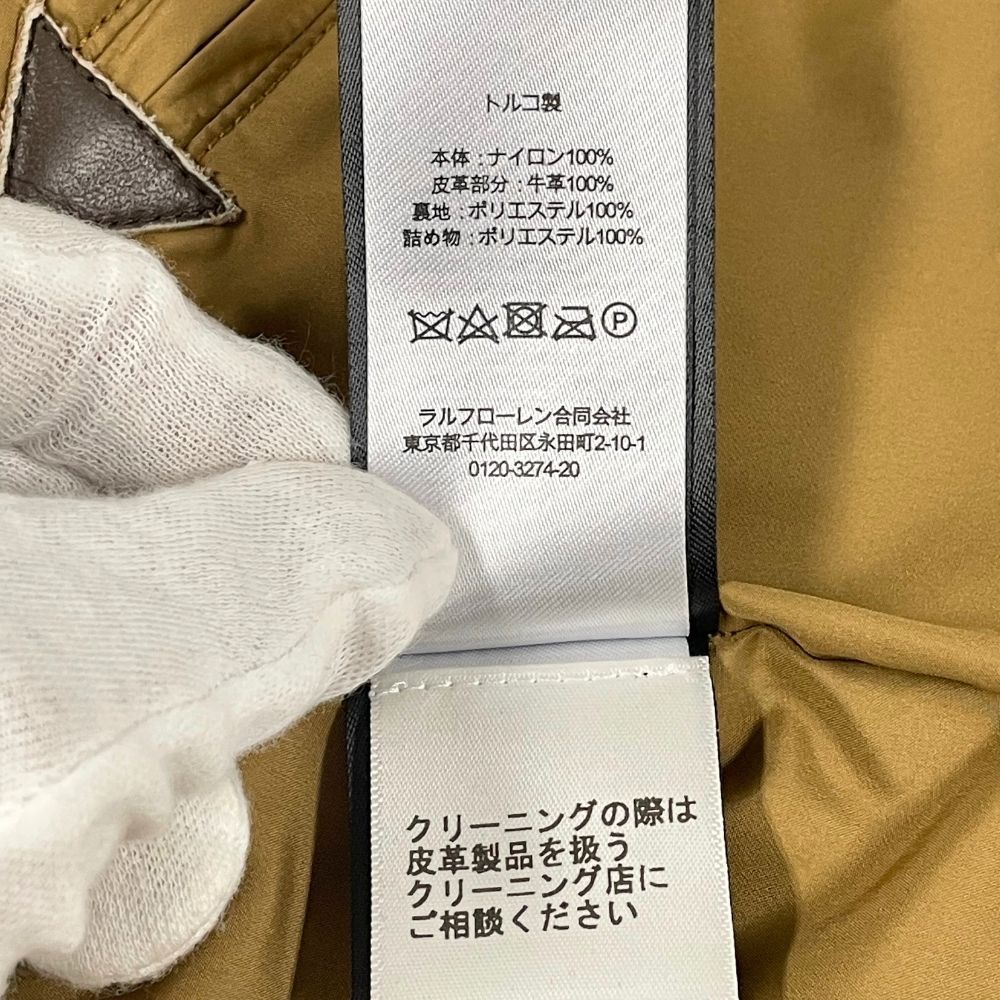 トルコ製
本体 : ナイロン100%
皮革部分 : 牛革100%
裏地 : ポリエステル100%
詰め物 : ポリエステル100%
P
ラルフローレン合同会社
東京都千代田区永田町2-10-1
0120-3274-20
クリーニングの際は
皮革製品を扱う
クリーニング店に
ご相談ください